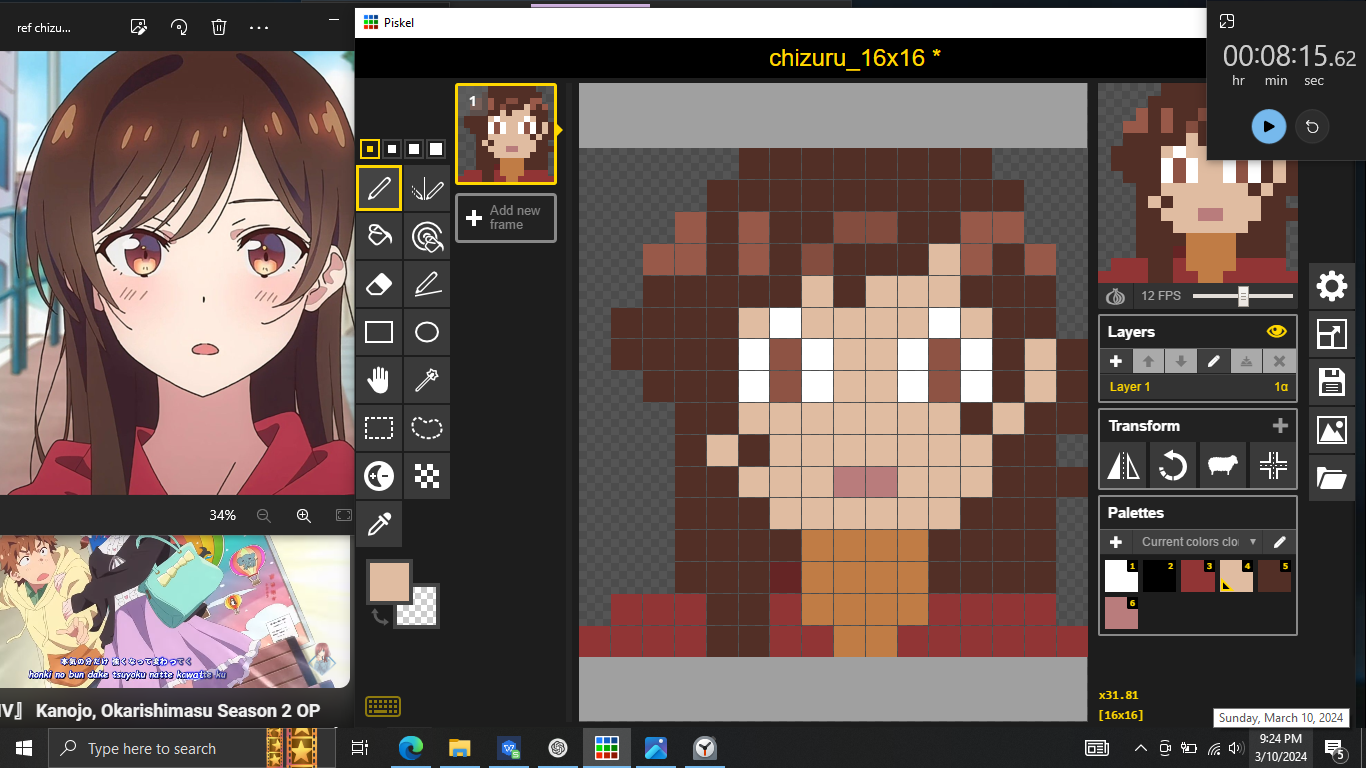 ref chizu...
Piskel
chizuru_16x16 *
00:08:15.62
hr min sec
1
Add new
frame
12 FPS
Layers
Layer 1
1α
Transform
Palettes
Current colors clo
1
2
3
4
5
6
34%
本気の分だけ 強くなって変わってく
honki no bun dake tsuyoku natte kawatte ku
IV』 Kanojo, Okarishimasu Season 2 OP
x31.81
[16x16]
Sunday, March 10, 2024
Type here to search
9:24 PM
3/10/2024
5